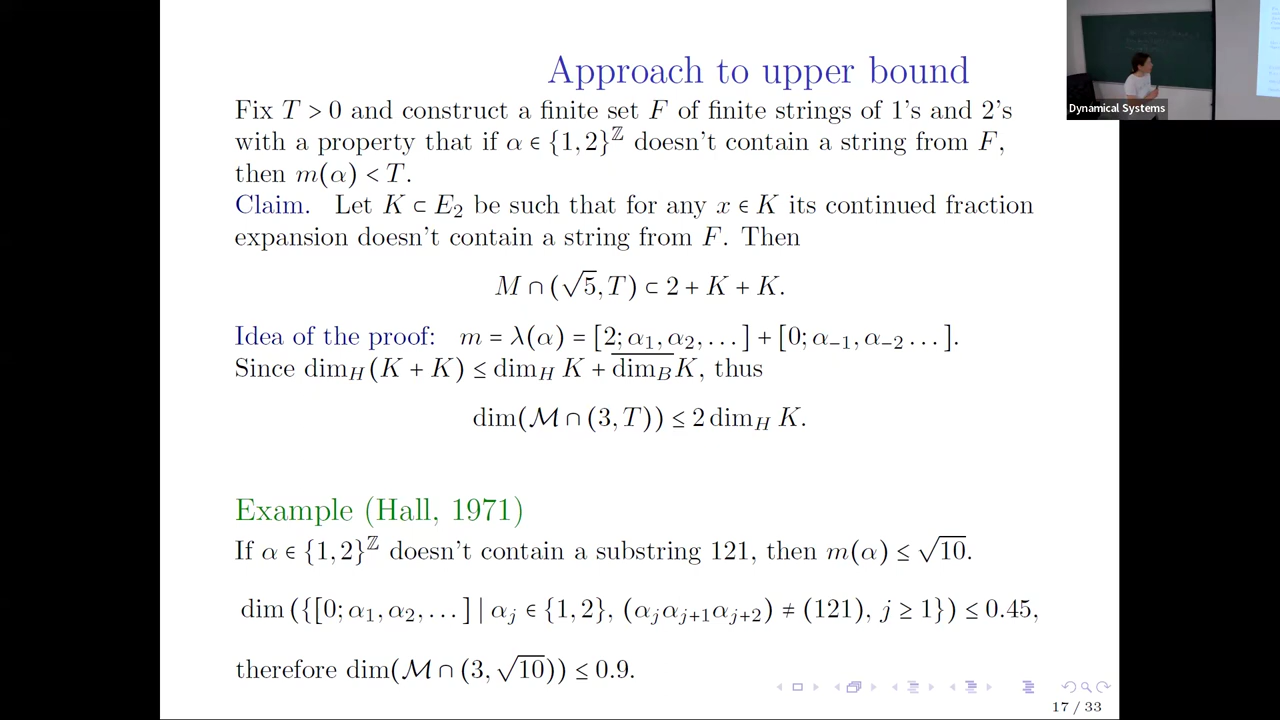 Approach to upper bound
Fix T > 0 and construct a finite set F of finite strings of 1's and 2's
with a property that if α ∈ {1, 2}^ℤ doesn't contain a string from F,
then m(α) < T.
Claim. Let K ⊂ E₂ be such that for any x ∈ K its continued fraction
expansion doesn't contain a string from F. Then
M ∩ (√5, T) ⊂ 2 + K + K.
Idea of the proof: m = λ(α) = [2; α₁, α₂, . . . ] + [0; α₋₁, α₋₂ . . . ].
Since dim_H (K + K) ≤ dim_H K + \overline{dim_B} K, thus
dim(ℳ ∩ (3, T)) ≤ 2 dim_H K.
Example (Hall, 1971)
If α ∈ {1, 2}^ℤ doesn't contain a substring 121, then m(α) ≤ √10.
dim ({[0; α₁, α₂, . . . ] | α_j ∈ {1, 2}, (α_jα_{j+1}α_{j+2}) ≠ (121), j ≥ 1}) ≤ 0.45,
therefore dim(ℳ ∩ (3, √10)) ≤ 0.9.
17 / 33
Dynamical Systems